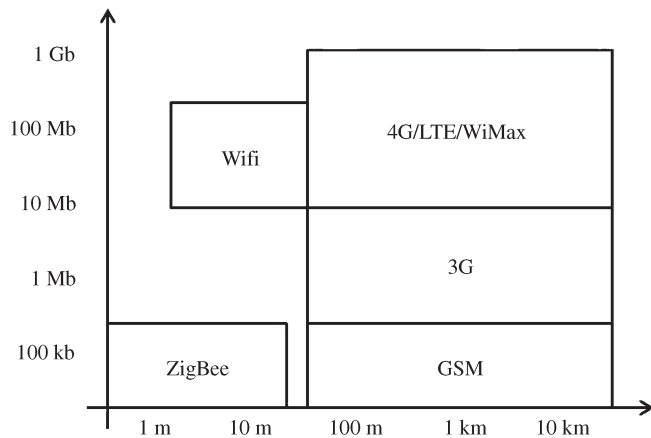 1 Gb
100 Mb
4G/LTE/WiMax
Wifi
10 Mb
3G
1 Mb
100 kb
ZigBee
GSM
1 m
10 m
100 m
1 km
10 km